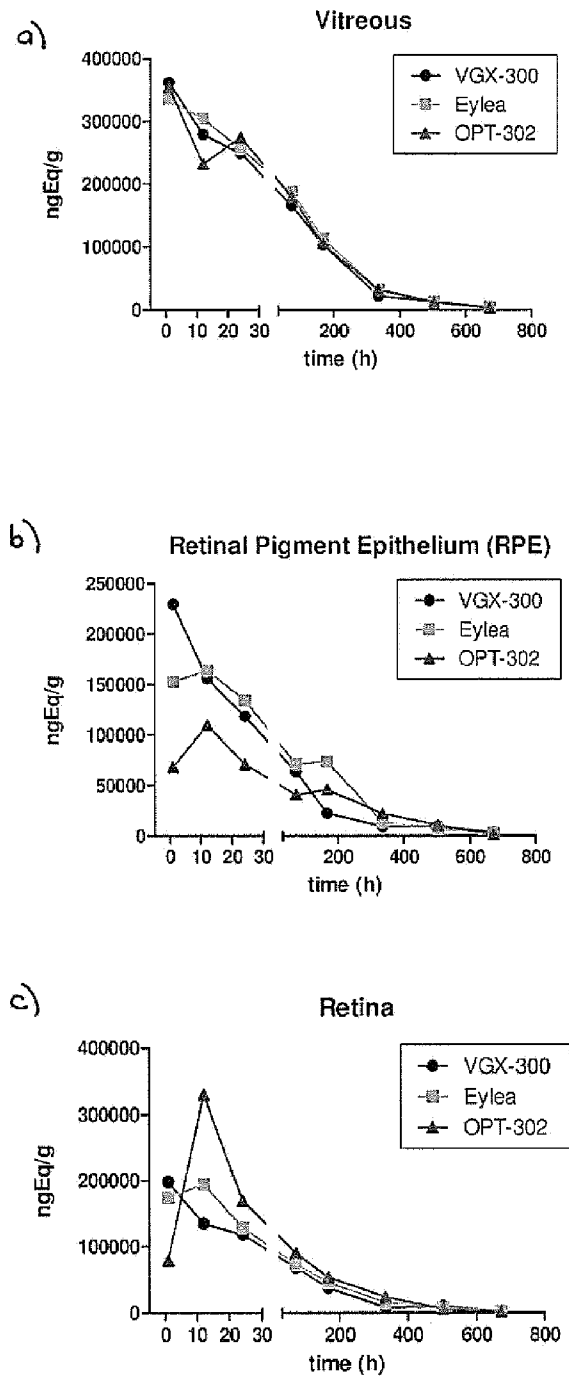 a)
Vitreous
400000
300000
200000
100000
0
ngEq/g
VGX-300
Eylea
OPT-302
0 10 20 30 200 400 600 800
time (h)
b)
Retinal Pigment Epithelium (RPE)
250000
200000
150000
100000
50000
0
ngEq/g
VGX-300
Eylea
OPT-302
0 10 20 30 200 400 600 800
time (h)
c)
Retina
400000
300000
200000
100000
0
ngEq/g
VGX-300
Eylea
OPT-302
0 10 20 30 200 400 600 800
time (h)